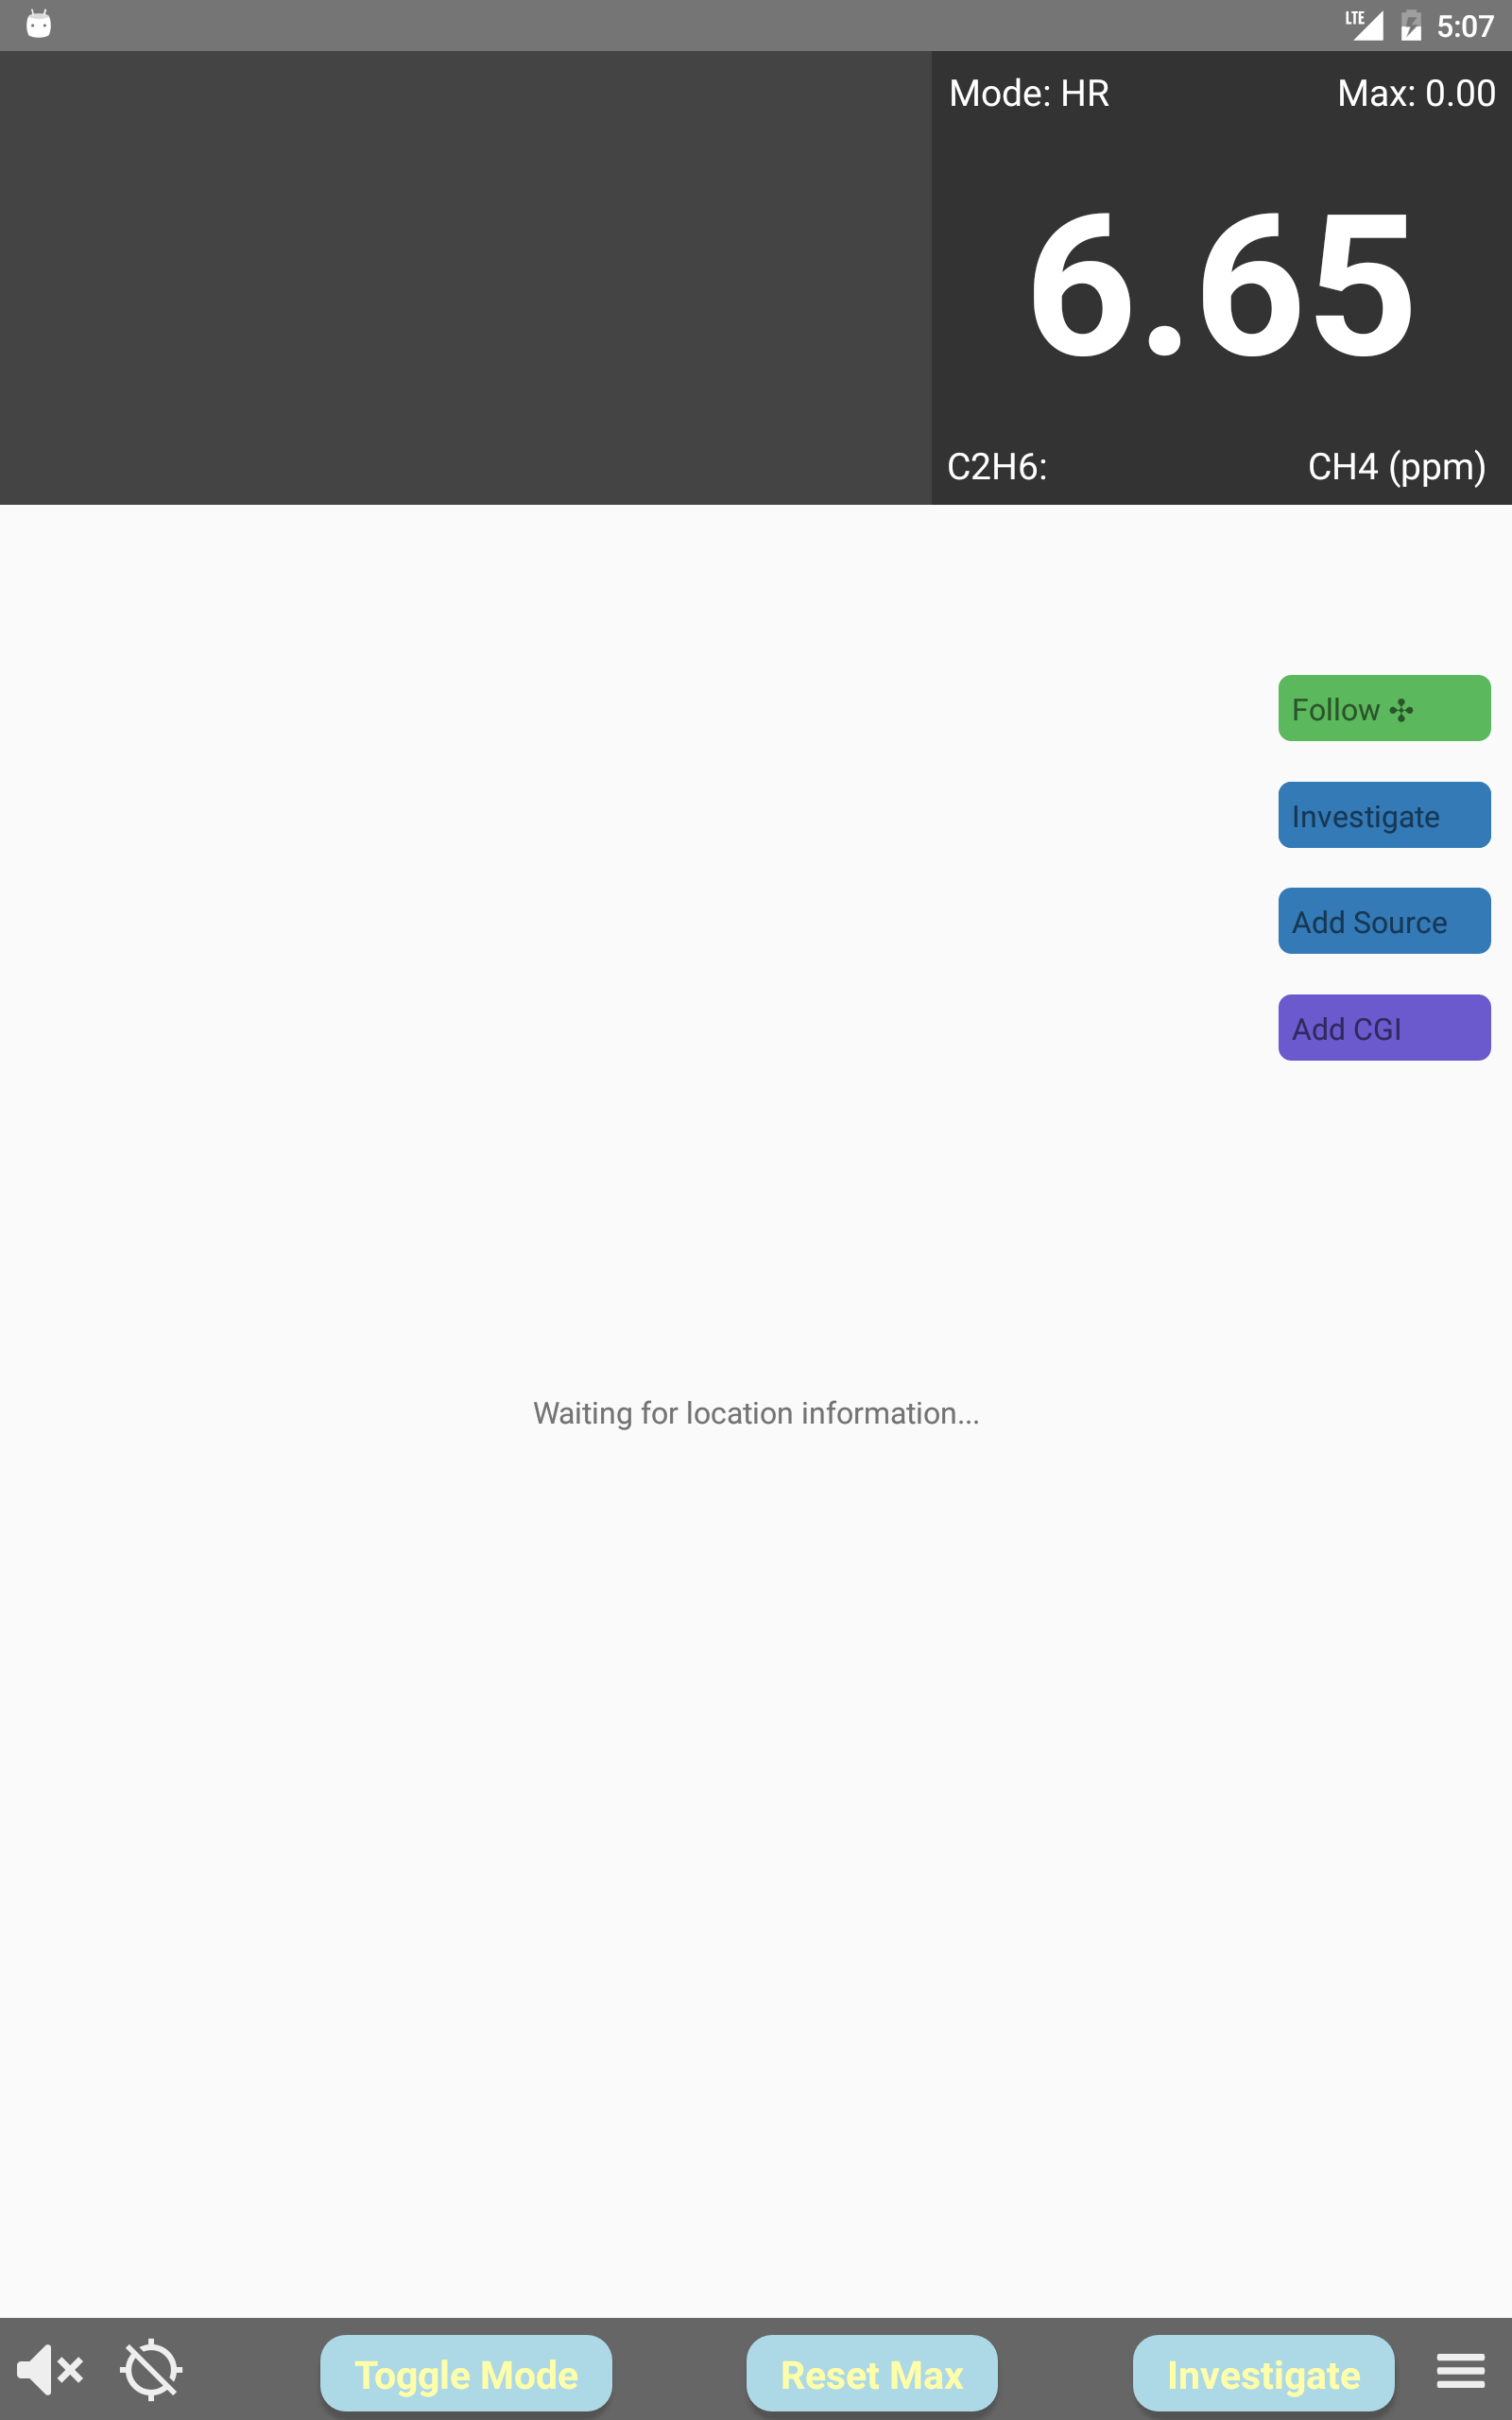 LTE 5:07
Mode: HR Max: 0.00
6.65
C2H6: CH4 (ppm)
Follow ✣
Investigate
Add Source
Add CGI
Waiting for location information...
Toggle Mode Reset Max Investigate